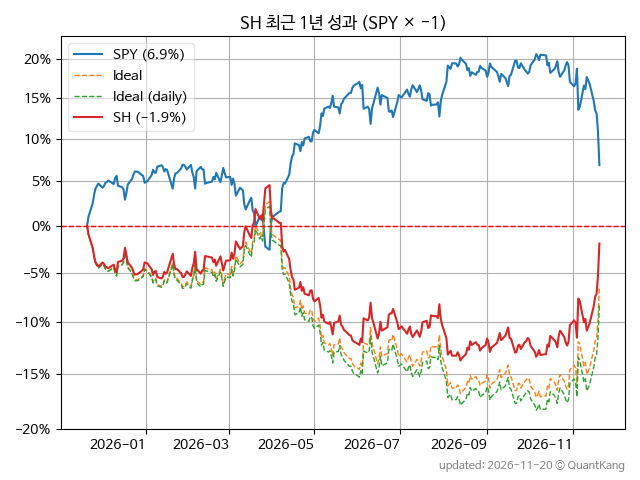 SH 최근 1년 성과 (SPY × −1)
SPY (6.9%)
Ideal
Ideal (daily)
SH (−1.9%)
20%
15%
10%
5%
0%
−5%
−10%
−15%
−20%
2026−01 2026−03 2026−05 2026−07 2026−09 2026−11
updated: 2026−11−20 © QuantKang